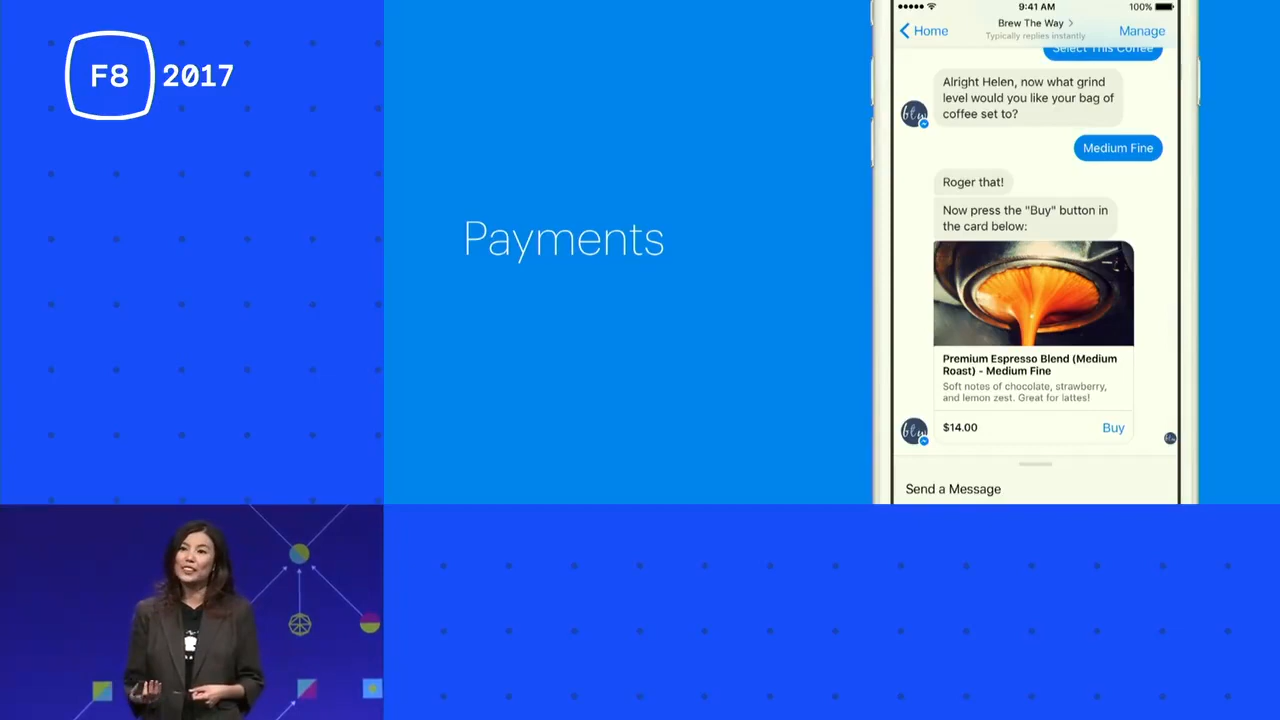 F8 2017
Payments
9:41 AM
100%
Home
Brew The Way
Typically replies instantly
Manage
Select This Coffee
Alright Helen, now what grind
level would you like your bag of
coffee set to?
btw
Medium Fine
Roger that!
Now press the "Buy" button in
the card below:
Premium Espresso Blend (Medium
Roast) - Medium Fine
Soft notes of chocolate, strawberry,
and lemon zest. Great for lattes!
$14.00
Buy
btw
Send a Message